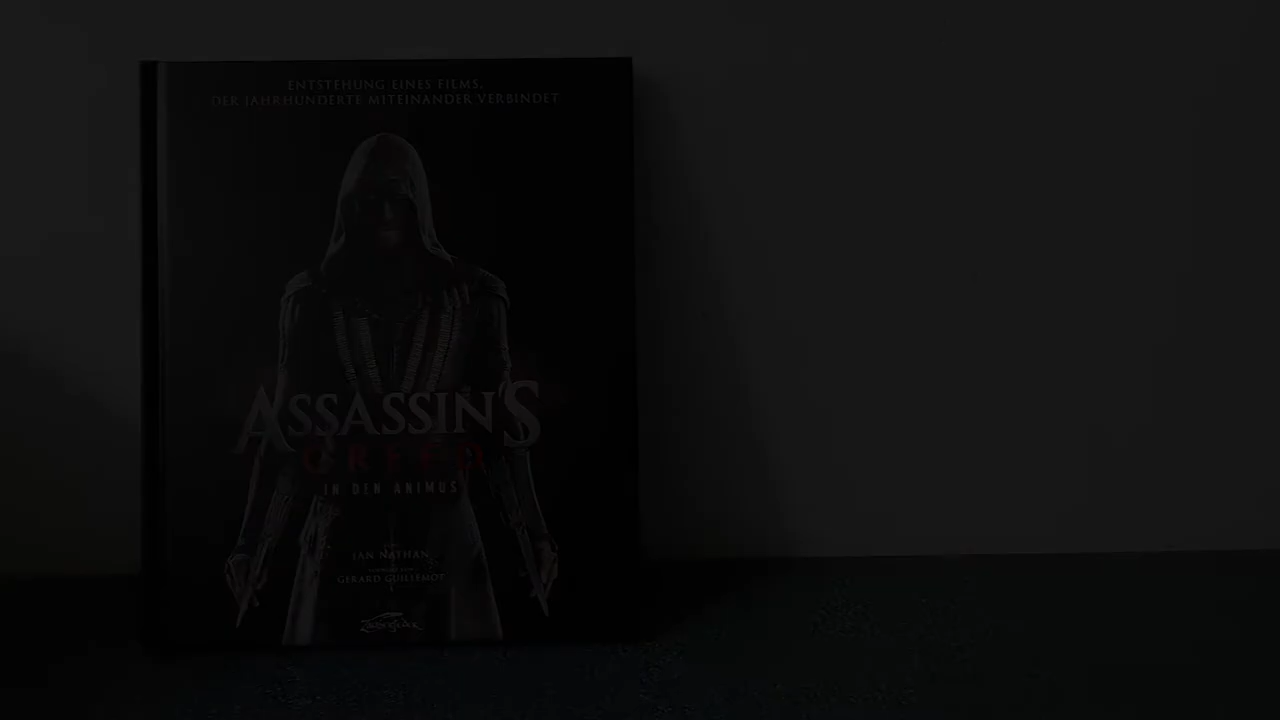 ENTSTEHUNG EINES FILMS,
DER JAHRHUNDERTE MITEINANDER VERBINDET
ASSASSIN'S
CREED
IN DEN ANIMUS
IAN NATHAN
GERARD GUILLEMOT